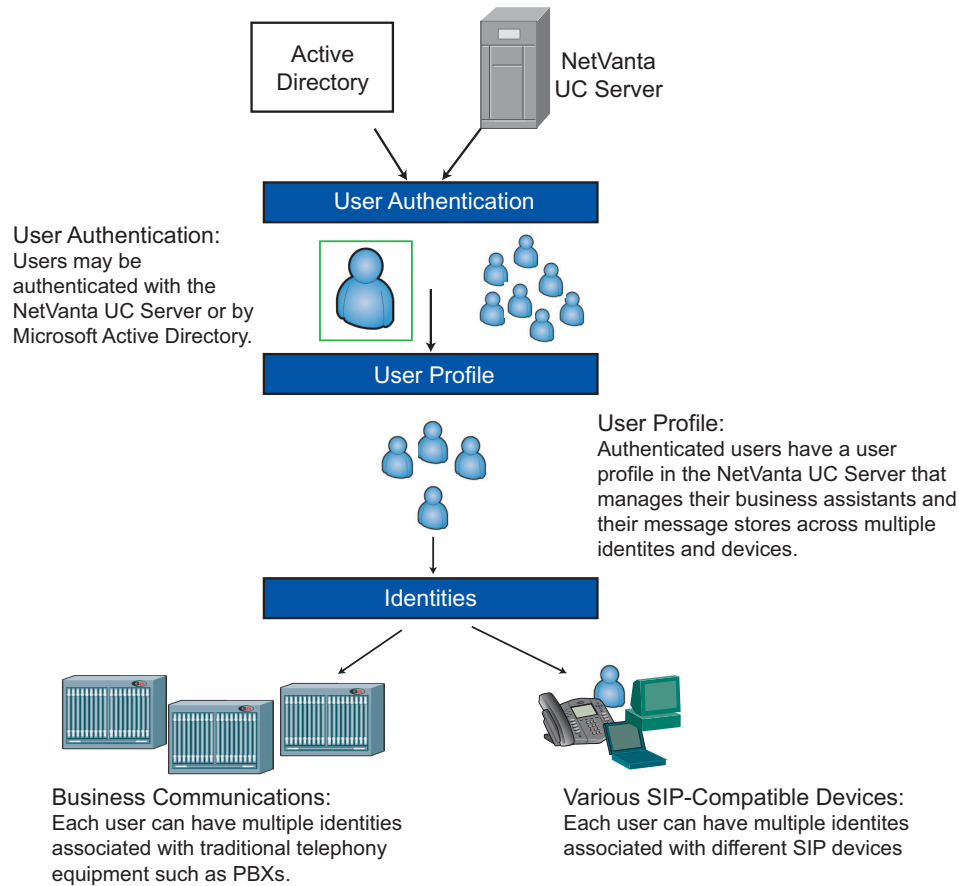 Active
Directory
NetVanta
UC Server
User Authentication
User Authentication:
Users may be
authenticated with the
NetVanta UC Server or by
Microsoft Active Directory.
User Profile
User Profile:
Authenticated users have a user
profile in the NetVanta UC Server that
manages their business assistants and
their message stores across multiple
identites and devices.
Identities
Business Communications:
Each user can have multiple identities
associated with traditional telephony
equipment such as PBXs.
Various SIP-Compatible Devices:
Each user can have multiple identites
associated with different SIP devices